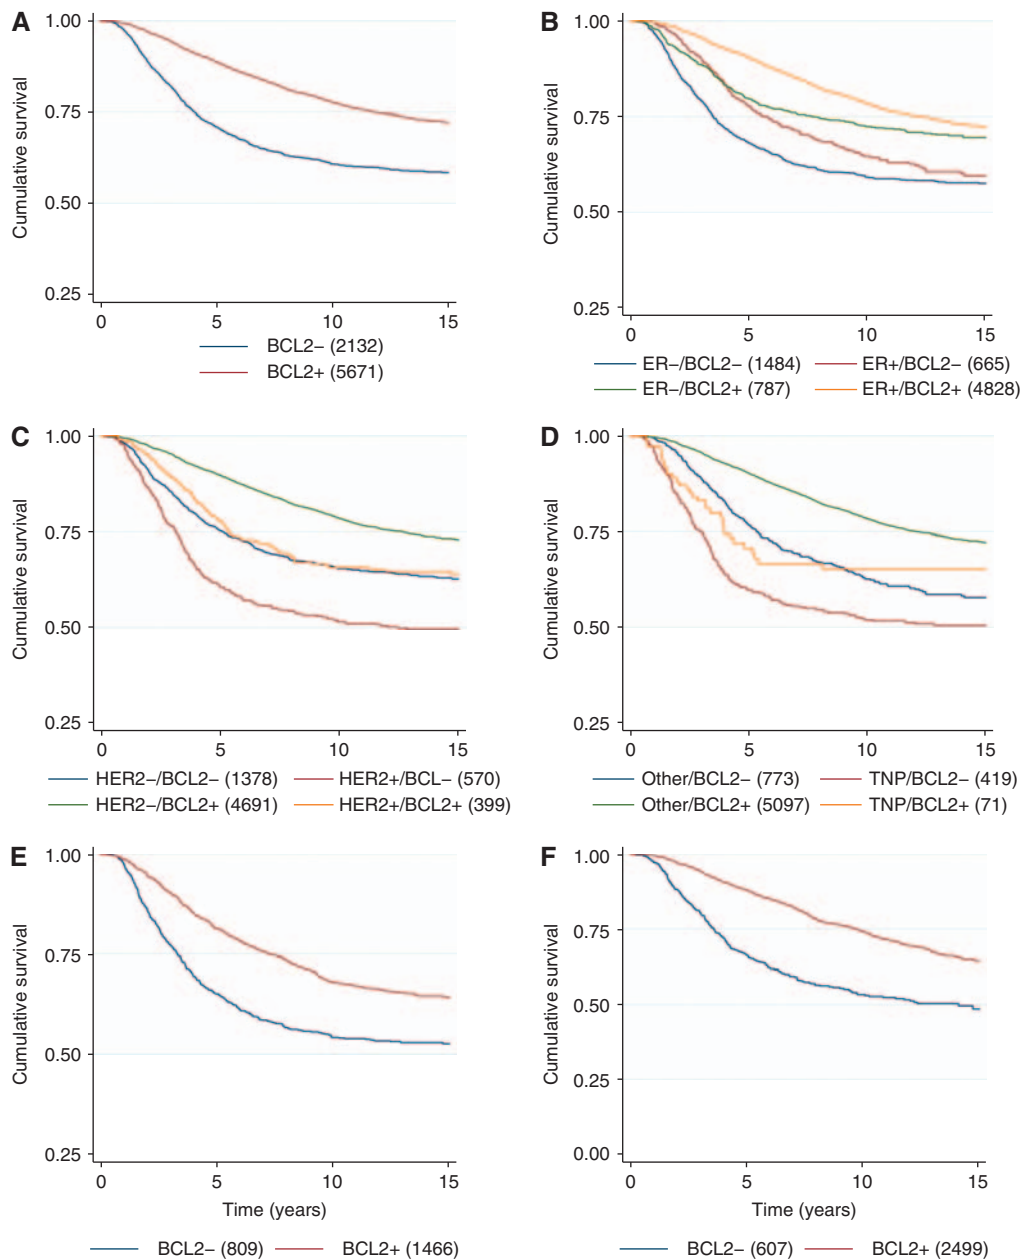 A
Cumulative survival
1.00
0.75
0.50
0.25
0 5 10 15
BCL2− (2132)
BCL2+ (5671)
B
Cumulative survival
1.00
0.75
0.50
0.25
0 5 10 15
ER−/BCL2− (1484) ER+/BCL2− (665)
ER−/BCL2+ (787) ER+/BCL2+ (4828)
C
Cumulative survival
1.00
0.75
0.50
0.25
0 5 10 15
HER2−/BCL2− (1378) HER2+/BCL− (570)
HER2−/BCL2+ (4691) HER2+/BCL2+ (399)
D
Cumulative survival
1.00
0.75
0.50
0.25
0 5 10 15
Other/BCL2− (773) TNP/BCL2− (419)
Other/BCL2+ (5097) TNP/BCL2+ (71)
E
Cumulative survival
1.00
0.75
0.50
0.25
0 5 10 15
Time (years)
BCL2− (809) BCL2+ (1466)
F
Cumulative survival
1.00
0.75
0.50
0.25
0.00
0 5 10 15
Time (years)
BCL2− (607) BCL2+ (2499)